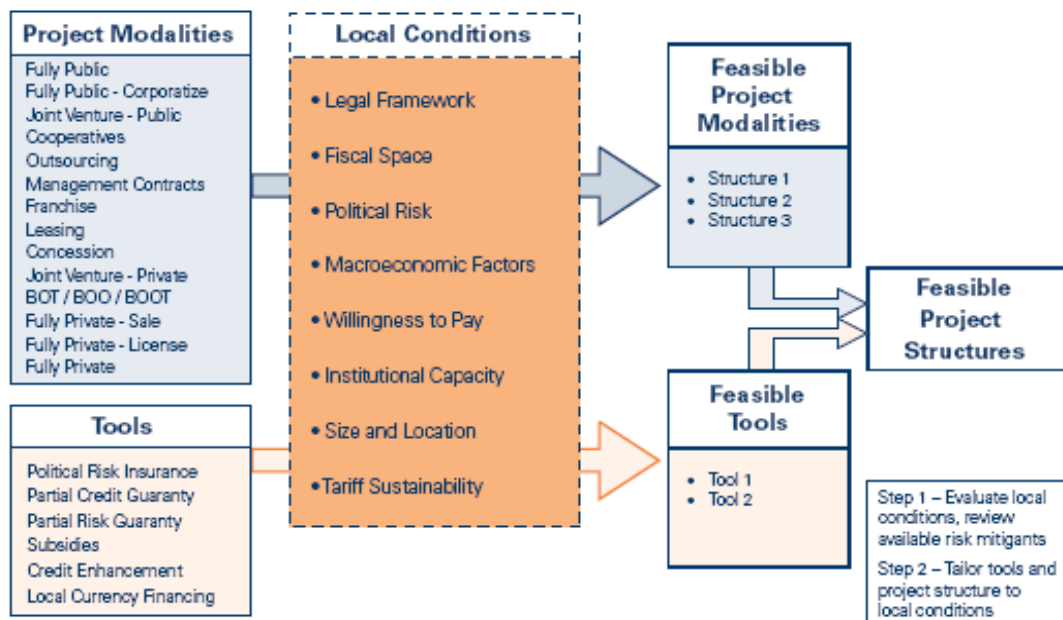 Project Modalities
Fully Public
Fully Public - Corporatize
Joint Venture - Public
Cooperatives
Outsourcing
Management Contracts
Franchise
Leasing
Concession
Joint Venture - Private
BOT / BOO / BOOT
Fully Private - Sale
Fully Private - License
Fully Private
Tools
Political Risk Insurance
Partial Credit Guaranty
Partial Risk Guaranty
Subsidies
Credit Enhancement
Local Currency Financing
Local Conditions
• Legal Framework
• Fiscal Space
• Political Risk
• Macroeconomic Factors
• Willingness to Pay
• Institutional Capacity
• Size and Location
• Tariff Sustainability
Feasible
Project
Modalities
• Structure 1
• Structure 2
• Structure 3
Feasible
Tools
• Tool 1
• Tool 2
Feasible
Project
Structures
Step 1 – Evaluate local
conditions, review
available risk mitigants
Step 2 – Tailor tools and
project structure to
local conditions